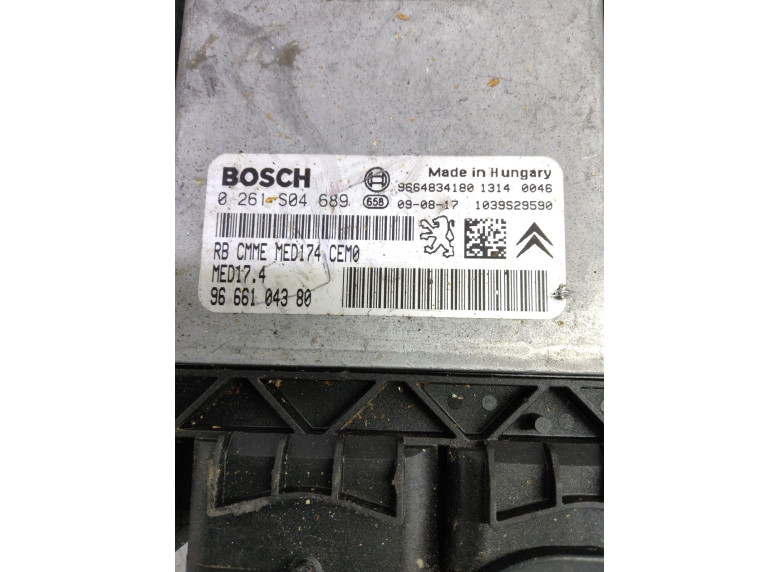 BOSCH
Made in Hungary
9664834180 1314 0046
0 261 S04 689 658 09-08-17 1039S29590
RB CMME MED174 CEM0
MED17.4
96 661 043 80